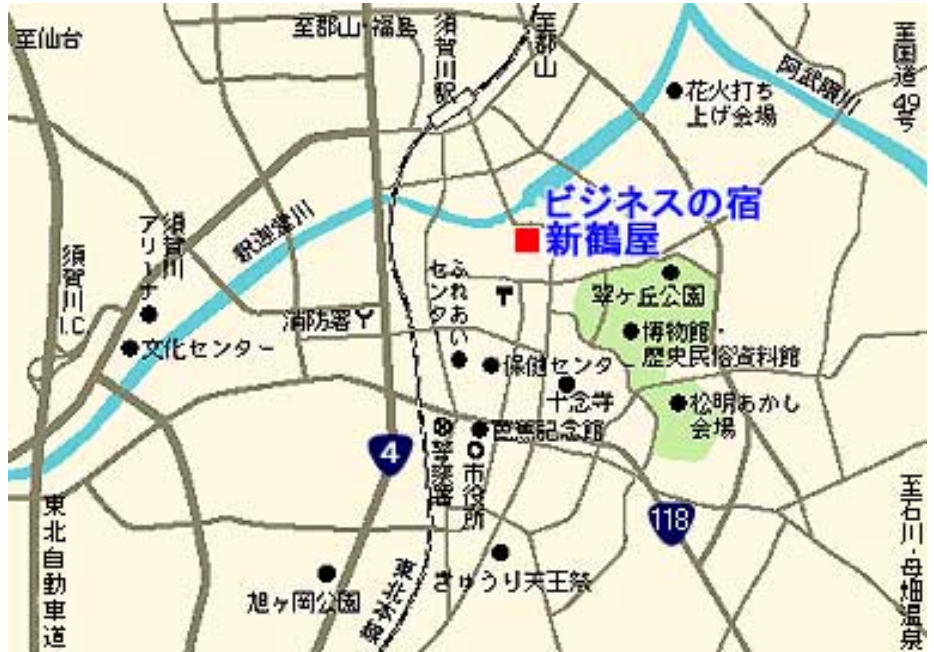 至仙台
至郡山・福島
須賀川駅
至郡山
阿武隈川
至国道49号
花火打ち
上げ会場
ビジネスの宿
新鶴屋
釈迦堂川
須賀川
アリーナ
須賀川I.C
文化センター
消防署
ふれあい
センター
翠ヶ丘公園
博物館・
歴史民俗資料館
保健センター
十念寺
松明あかし
会場
芭蕉記念館
4
警察署
市役所
118
東北自動車道
旭ヶ岡公園
東北本線
きゅうり天王祭
至石川・母畑温泉